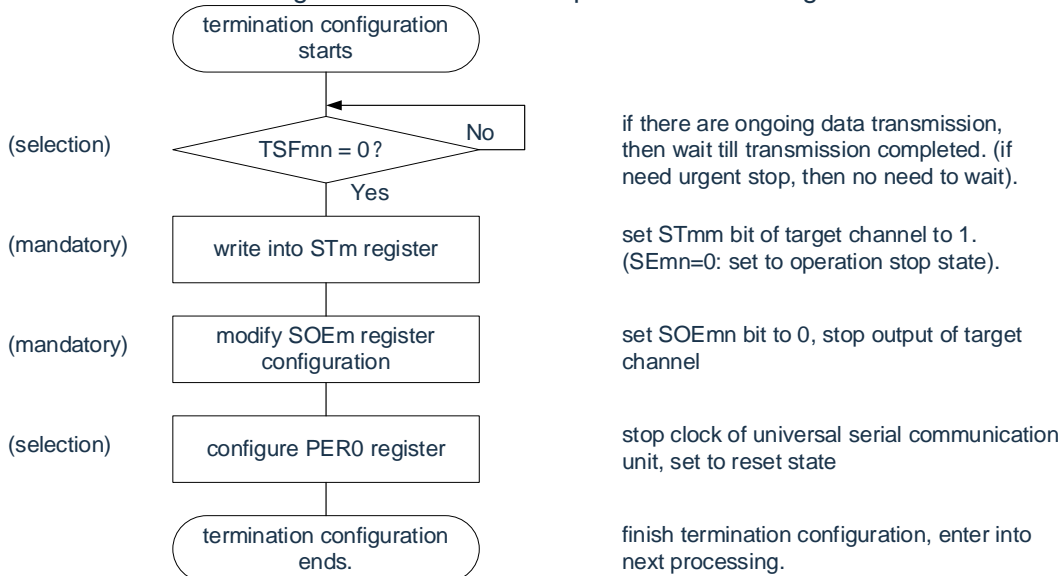 termination configuration
starts
(selection)
TSFmn = 0?
No
Yes
if there are ongoing data transmission,
then wait till transmission completed. (if
need urgent stop, then no need to wait).
(mandatory)
write into STm register
set STmm bit of target channel to 1.
(SEmn=0: set to operation stop state).
(mandatory)
modify SOEm register
configuration
set SOEmn bit to 0, stop output of target
channel
(selection)
configure PER0 register
stop clock of universal serial communication
unit, set to reset state
termination configuration
ends.
finish termination configuration, enter into
next processing.